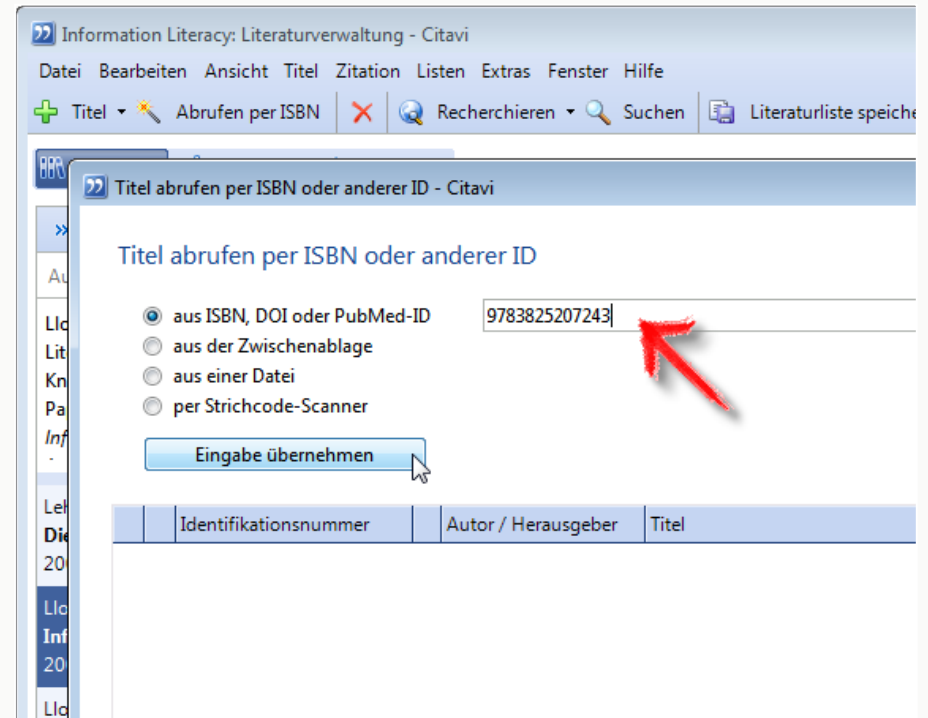 Information Literacy: Literaturverwaltung - Citavi
Datei Bearbeiten Ansicht Titel Zitation Listen Extras Fenster Hilfe
Titel Abrufen per ISBN Recherchieren Suchen Literaturliste speiche
Titel abrufen per ISBN oder anderer ID - Citavi
Titel abrufen per ISBN oder anderer ID
aus ISBN, DOI oder PubMed-ID 9783825207243
aus der Zwischenablage
aus einer Datei
per Strichcode-Scanner
Eingabe übernehmen
Identifikationsnummer Autor / Herausgeber Titel